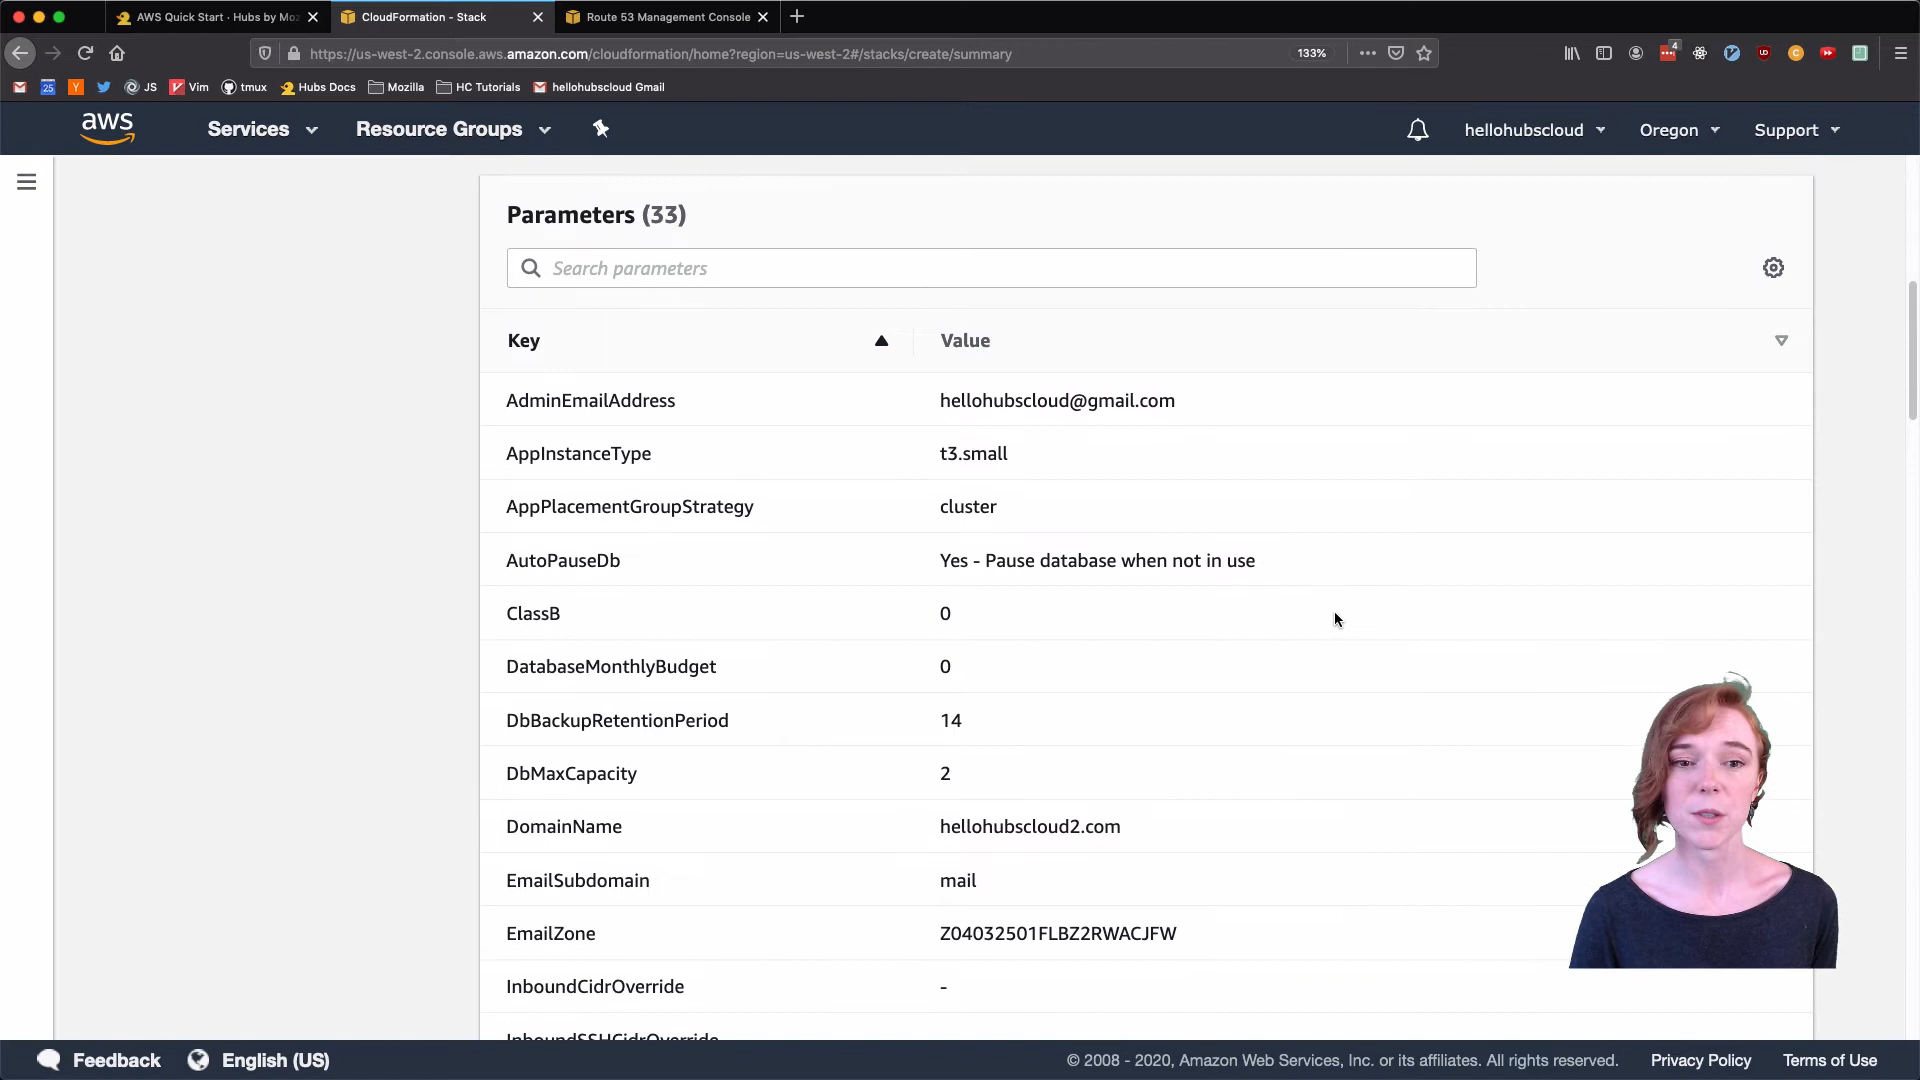 AWS Quick Start · Hubs by Moz
CloudFormation - Stack
Route 53 Management Console
https://us-west-2.console.aws.amazon.com/cloudformation/home?region=us-west-2#/stacks/create/summary
133%
4
25
Y
JS
Vim
tmux
Hubs Docs
Mozilla
HC Tutorials
hellohubscloud Gmail
aws
Services
Resource Groups
hellohubscloud
Oregon
Support
Parameters (33)
Search parameters
Key Value
AdminEmailAddress hellohubscloud@gmail.com
AppInstanceType t3.small
AppPlacementGroupStrategy cluster
AutoPauseDb Yes - Pause database when not in use
ClassB 0
DatabaseMonthlyBudget 0
DbBackupRetentionPeriod 14
DbMaxCapacity 2
DomainName hellohubscloud2.com
EmailSubdomain mail
EmailZone Z04032501FLBZ2RWACJFW
InboundCidrOverride -
InboundSSHCidrOverride
Feedback
English (US)
© 2008 - 2020, Amazon Web Services, Inc. or its affiliates. All rights reserved.
Privacy Policy
Terms of Use